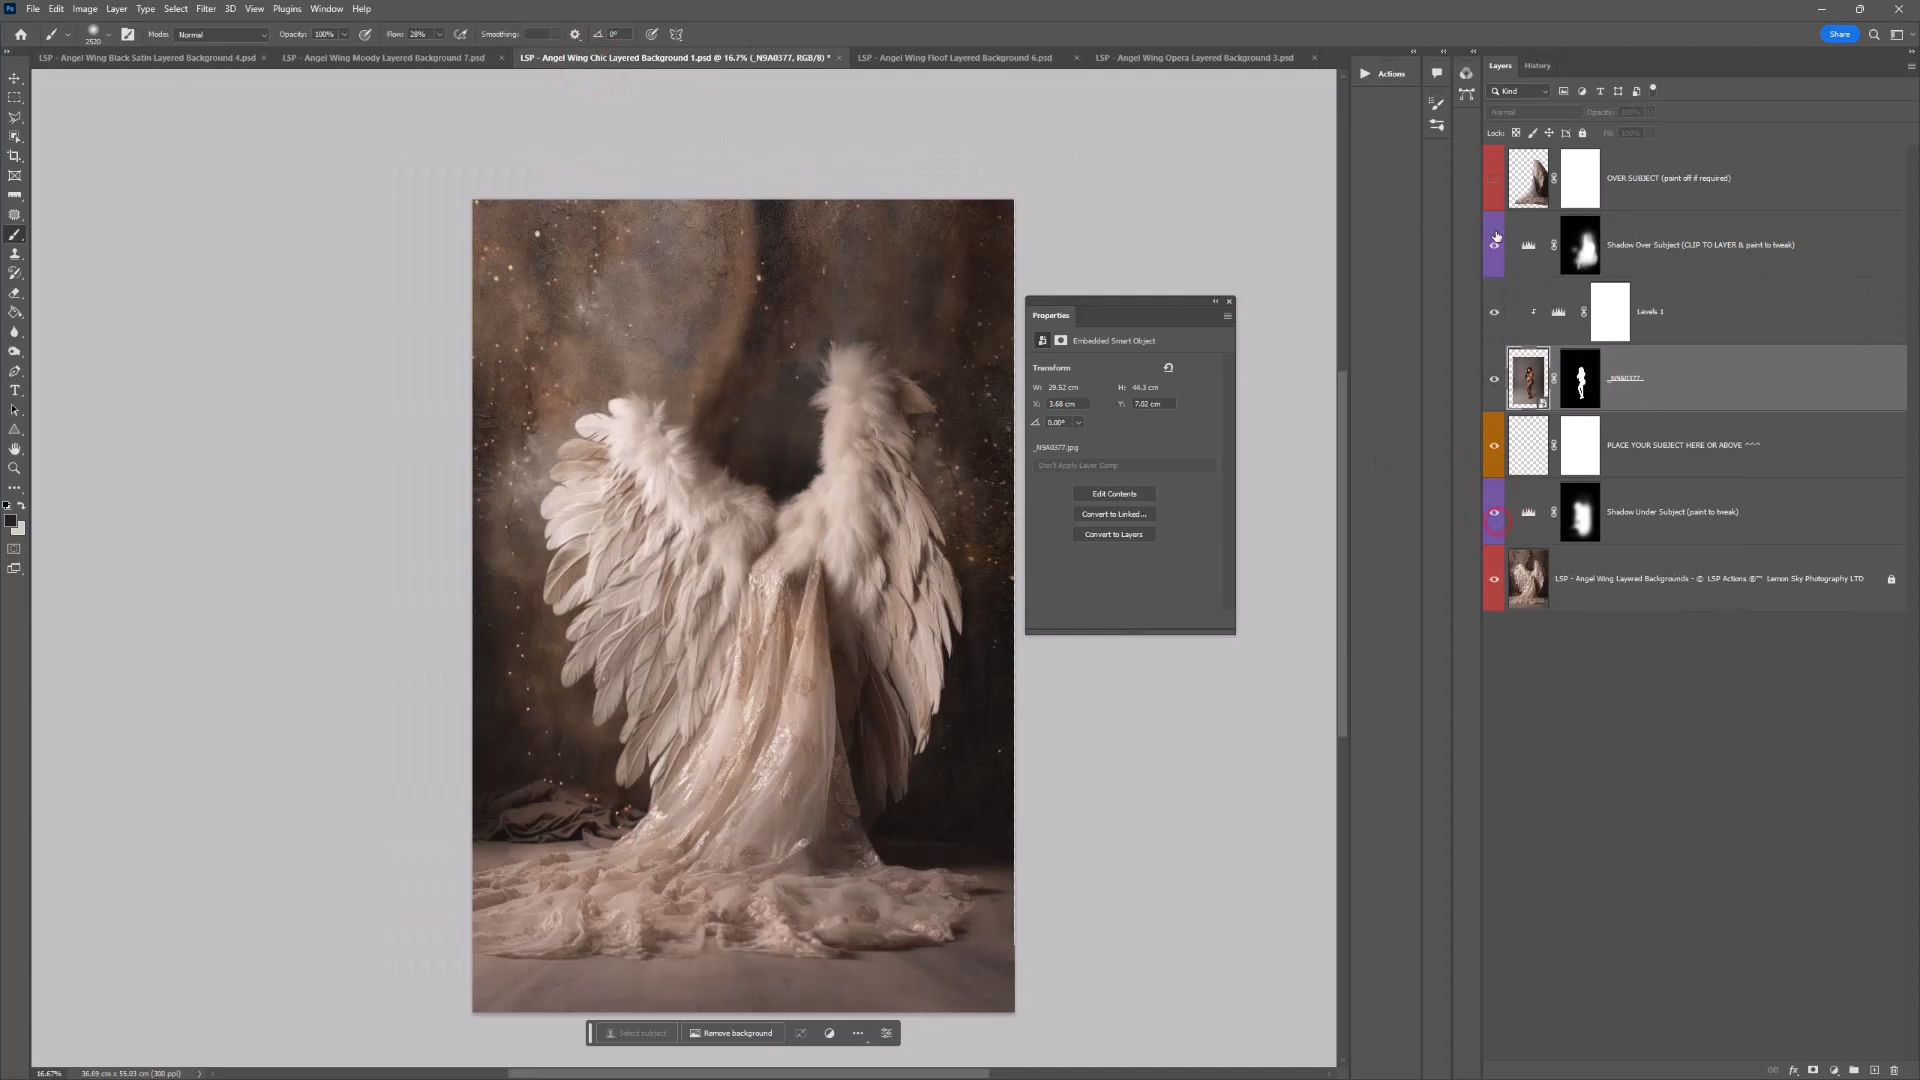 Ps File Edit Image Layer Type Select Filter 3D View Plugins Window Help
2520 Mode: Normal Opacity: 100% Flow: 28% Smoothing: 0° Share
LSP - Angel Wing Black Satin Layered Background 4.psd × LSP - Angel Wing Moody Layered Background 7.psd × LSP - Angel Wing Chic Layered Background 1.psd @ 16.7% (_N9A0377, RGB/8) * × LSP - Angel Wing Floof Layered Background 6.psd × LSP - Angel Wing Opera Layered Background 3.psd ×
Actions
Layers History
Kind
Normal Opacity: 100%
Lock: Fill: 100%
OVER SUBJECT (paint off if required)
Shadow Over Subject (CLIP TO LAYER & paint to tweak)
Levels 1
_N9A0377
PLACE YOUR SUBJECT HERE OR ABOVE ^^^
Shadow Under Subject (paint to tweak)
LSP - Angel Wing Layered Backgrounds - © LSP Actions ®™ Lemon Sky Photography LTD
Properties
Embedded Smart Object
Transform
W: 29.52 cm H: 44.3 cm
X: 3.68 cm Y: 7.02 cm
0.00°
_N9A0377.jpg
Don't Apply Layer Comp
Edit Contents
Convert to Linked...
Convert to Layers
Select subject Remove background
16.67% 36.69 cm x 55.03 cm (300 ppi)